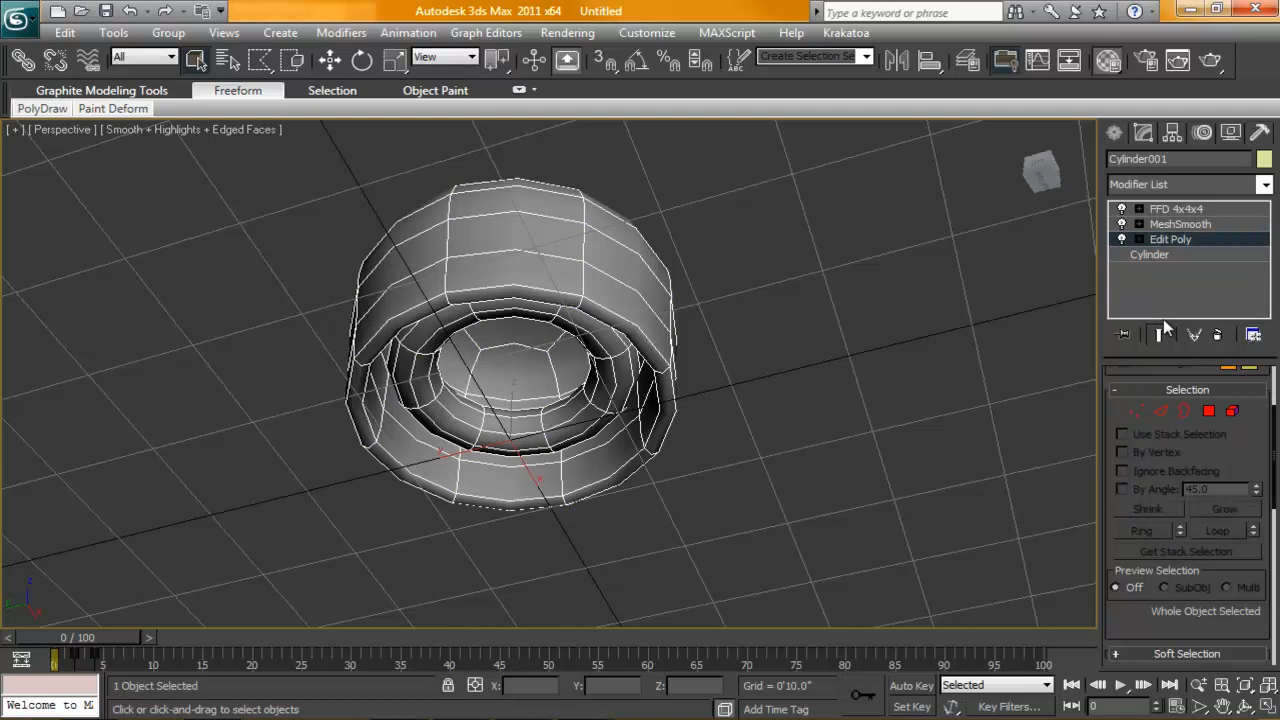 Autodesk 3ds Max 2011 x64 Untitled
Type a keyword or phrase
Edit Tools Group Views Create Modifiers Animation Graph Editors Rendering Customize MAXScript Help Krakatoa
All View Create Selection Se
Graphite Modeling Tools Freeform Selection Object Paint
PolyDraw Paint Deform
[ + ] [ Perspective ] [ Smooth + Highlights + Edged Faces ]
Cylinder001
Modifier List
FFD 4x4x4
MeshSmooth
Edit Poly
Cylinder
- Selection
Use Stack Selection
By Vertex
Ignore Backfacing
By Angle: 45.0
Shrink Grow
Ring Loop
Get Stack Selection
Preview Selection
Off SubObj Multi
Whole Object Selected
+ Soft Selection
< 0 / 100 >
0 5 10 15 20 25 30 35 40 45 50 55 60 65 70 75 80 85 90 95 100
1 Object Selected X: Y: Z: Grid = 0'10.0" Auto Key Selected
Welcome to M Click or click-and-drag to select objects Add Time Tag Set Key Key Filters... 0